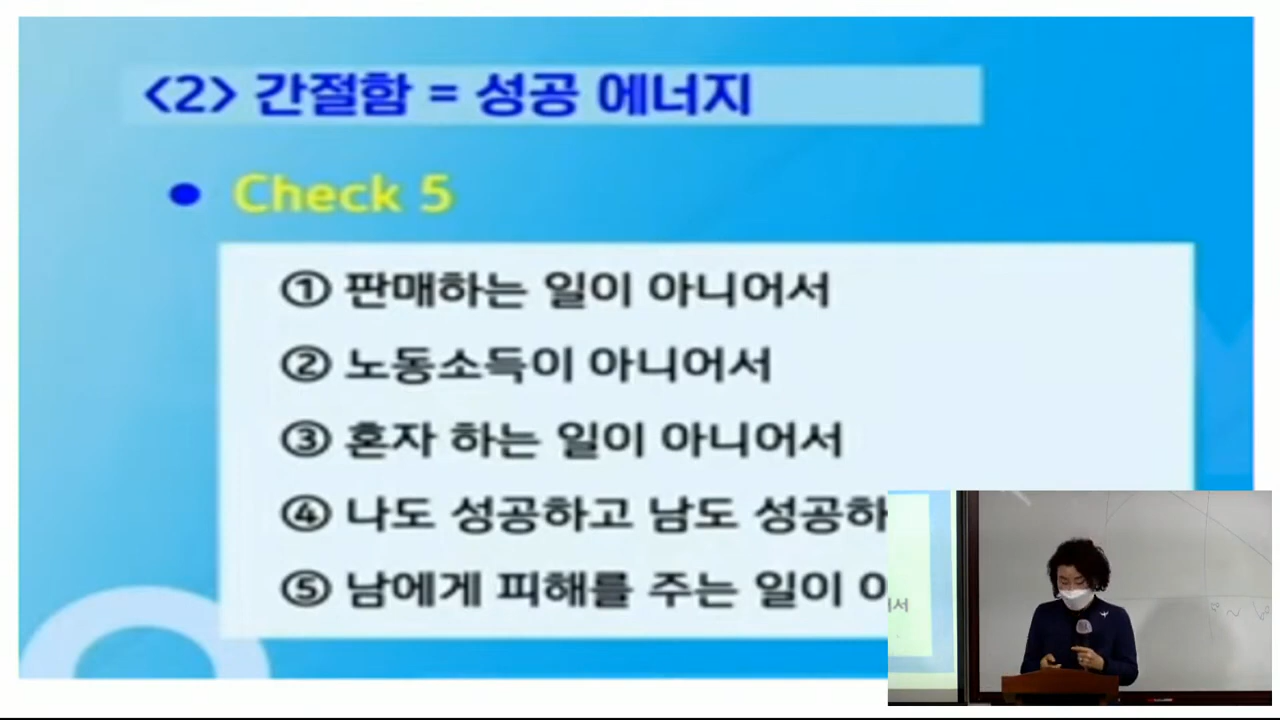 <2> 간절함 = 성공 에너지
● Check 5
① 판매하는 일이 아니어서
② 노동소득이 아니어서
③ 혼자 하는 일이 아니어서
④ 나도 성공하고 남도 성공하
⑤ 남에게 피해를 주는 일이